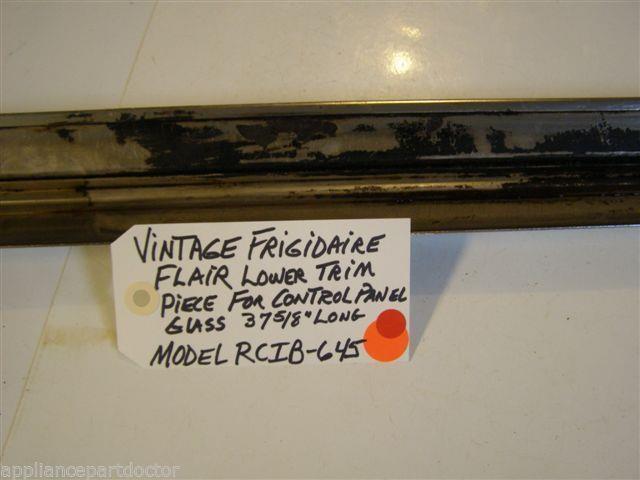 VINTAGE FRIGIDAIRE
FLAIR LOWER TRIM
PIECE FOR CONTROL PANEL
GLASS 37 5/8" LONG
MODEL RCIB-645
appliancepartdoctor